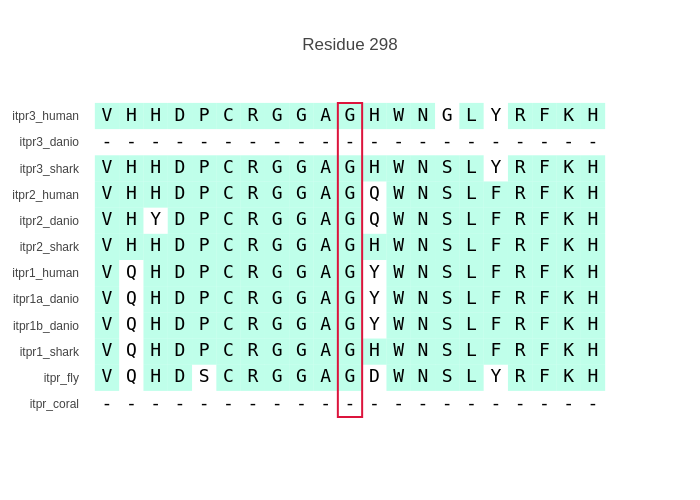 Residue 298
itpr3_human V H H D P C R G G A G H W N G L Y R F K H
itpr3_danio - - - - - - - - - - - - - - - - - - - - -
itpr3_shark V H H D P C R G G A G H W N S L Y R F K H
itpr2_human V H H D P C R G G A G Q W N S L F R F K H
itpr2_danio V H Y D P C R G G A G Q W N S L F R F K H
itpr2_shark V H H D P C R G G A G H W N S L F R F K H
itpr1_human V Q H D P C R G G A G Y W N S L F R F K H
itpr1a_danio V Q H D P C R G G A G Y W N S L F R F K H
itpr1b_danio V Q H D P C R G G A G Y W N S L F R F K H
itpr1_shark V Q H D P C R G G A G H W N S L F R F K H
itpr_fly V Q H D S C R G G A G D W N S L Y R F K H
itpr_coral - - - - - - - - - - - - - - - - - - - - -